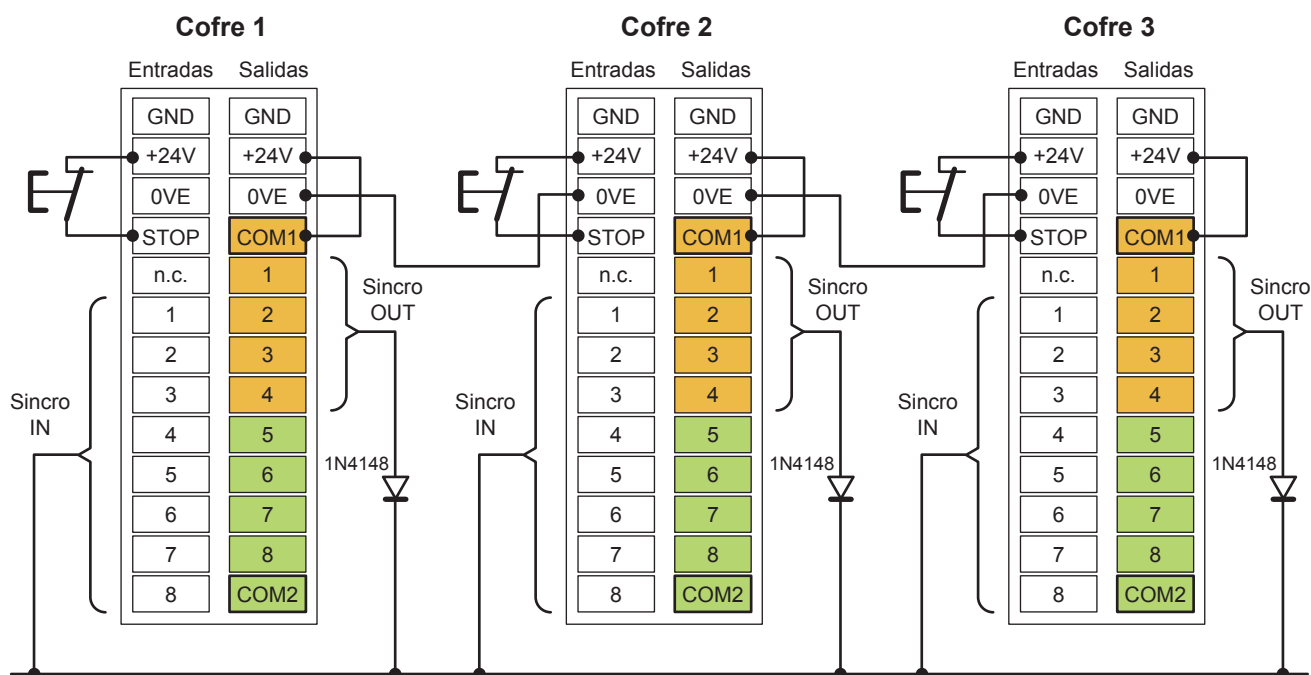 Cofre 1
Entradas Salidas
GND GND
+24V +24V
0VE 0VE
STOP COM1
n.c. 1
1 2
2 3
3 4
4 5
5 6
6 7
7 8
8 COM2
Sincro
IN
Sincro
OUT
1N4148
Cofre 2
Entradas Salidas
GND GND
+24V +24V
0VE 0VE
STOP COM1
n.c. 1
1 2
2 3
3 4
4 5
5 6
6 7
7 8
8 COM2
Sincro
IN
Sincro
OUT
1N4148
Cofre 3
Entradas Salidas
GND GND
+24V +24V
0VE 0VE
STOP COM1
n.c. 1
1 2
2 3
3 4
4 5
5 6
6 7
7 8
8 COM2
Sincro
IN
Sincro
OUT
1N4148